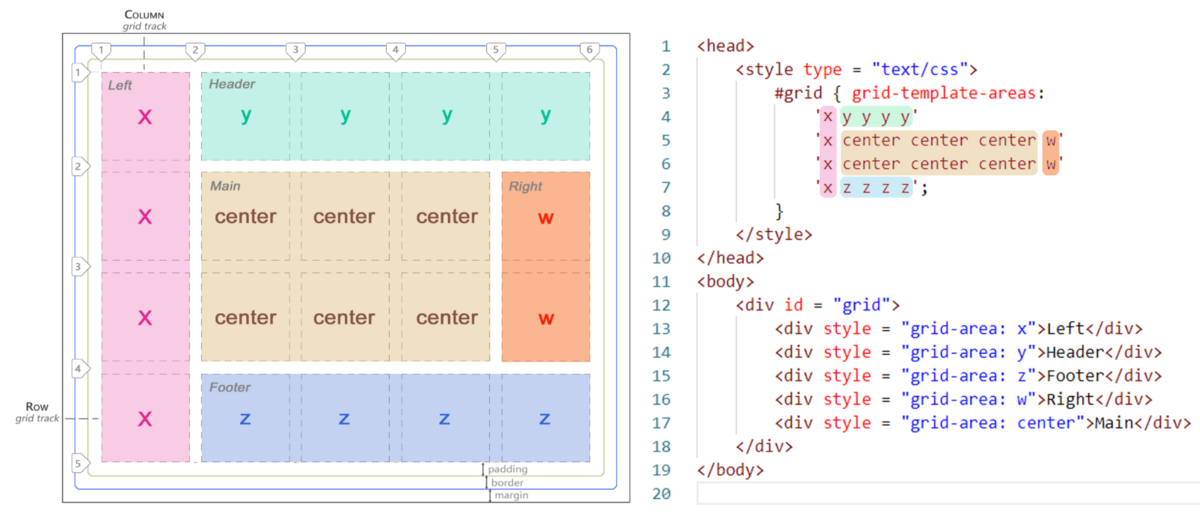 COLUMN
grid track
1 2 3 4 5 6
1
Left Header
x y y y y
2
Main Right
x center center center w
3
x center center center w
4
Footer
Row
grid track
x z z z z
5
padding
border
margin
1 <head>
2 <style type = "text/css">
3 #grid { grid-template-areas:
4 'x y y y y'
5 'x center center center w'
6 'x center center center w'
7 'x z z z z';
8 }
9 </style>
10 </head>
11 <body>
12 <div id = "grid">
13 <div style = "grid-area: x">Left</div>
14 <div style = "grid-area: y">Header</div>
15 <div style = "grid-area: z">Footer</div>
16 <div style = "grid-area: w">Right</div>
17 <div style = "grid-area: center">Main</div>
18 </div>
19 </body>
20